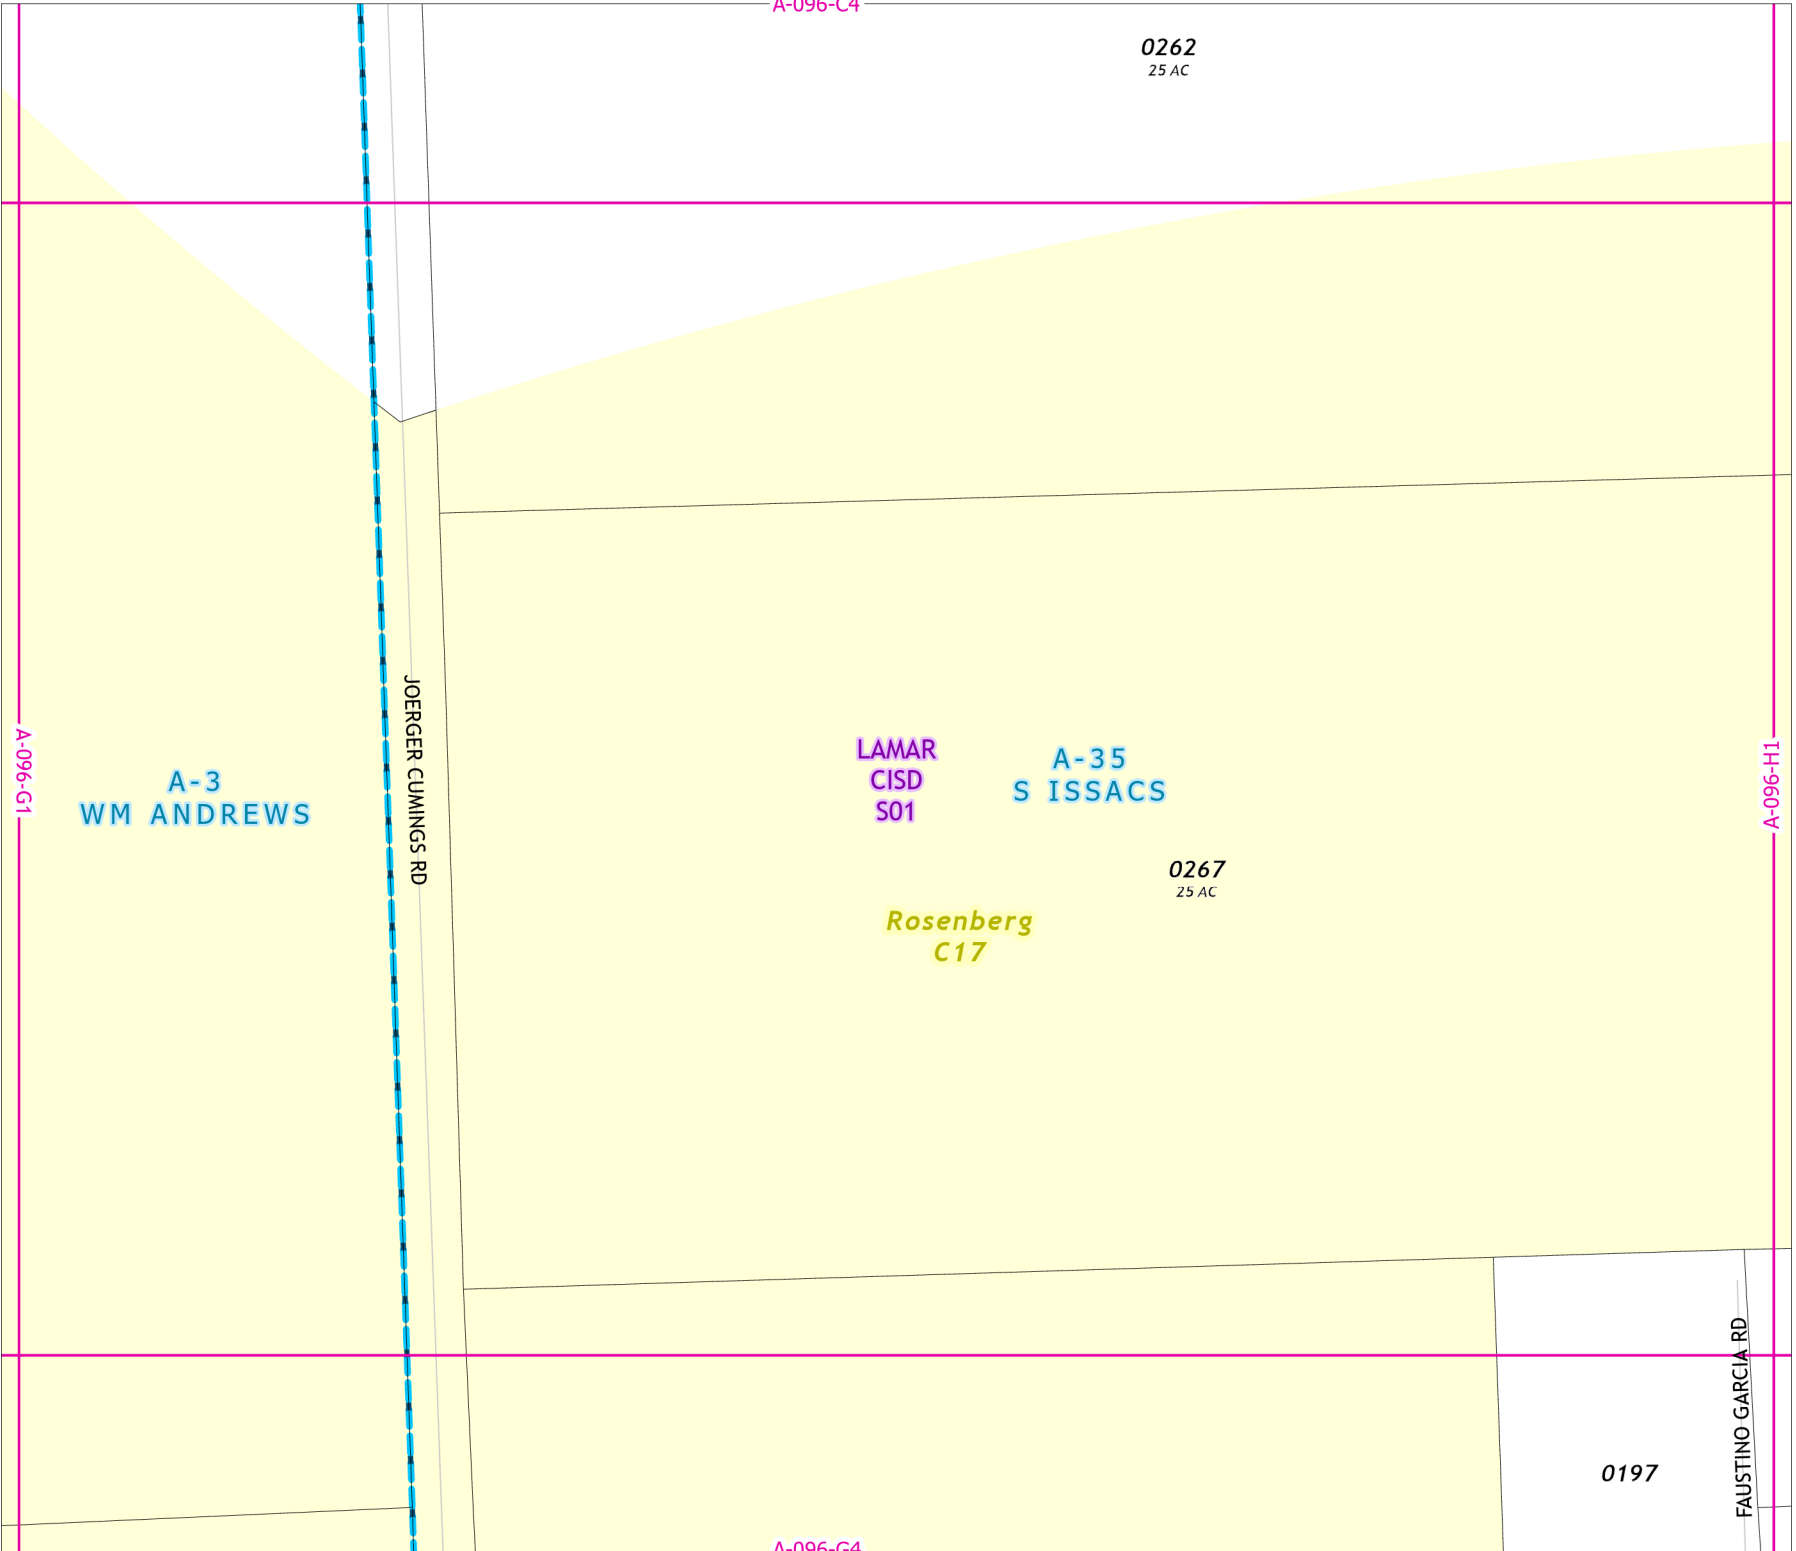 A-096-C4
0262
25 AC
A-096-G1
A-3
WM ANDREWS
JOERGER CUMINGS RD
LAMAR
CISD
S01
A-35
S ISSACS
A-096-H1
0267
25 AC
Rosenberg
C17
FAUSTINO GARCIA RD
0197
A-096-G4